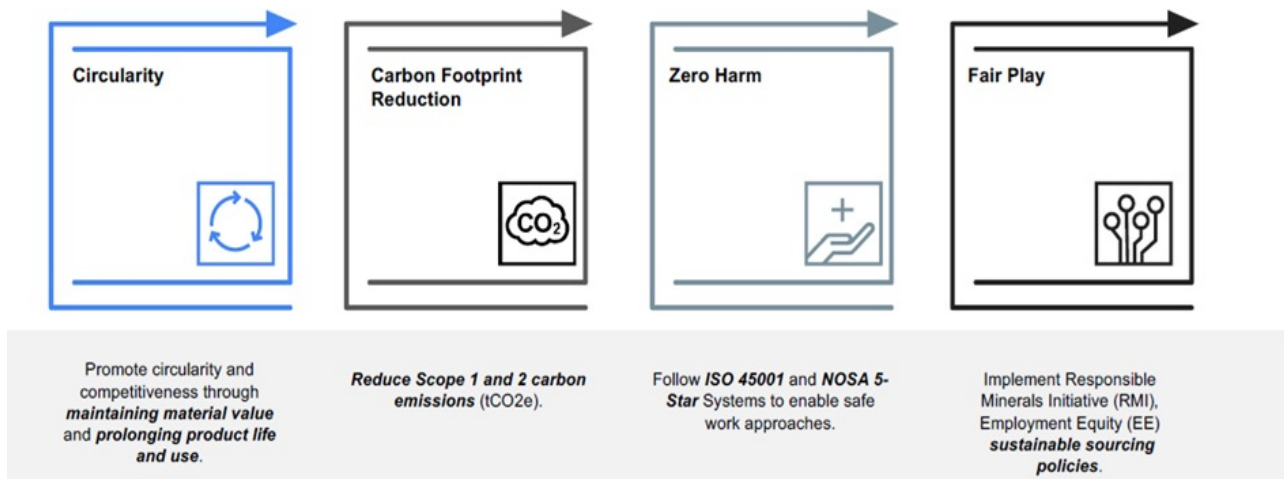 Circularity
Carbon Footprint
Reduction
Zero Harm
Fair Play
CO2
Promote circularity and
competitiveness through
maintaining material value
and prolonging product life
and use.
Reduce Scope 1 and 2 carbon
emissions (tCO2e).
Follow ISO 45001 and NOSA 5-
Star Systems to enable safe
work approaches.
Implement Responsible
Minerals Initiative (RMI),
Employment Equity (EE)
sustainable sourcing
policies.